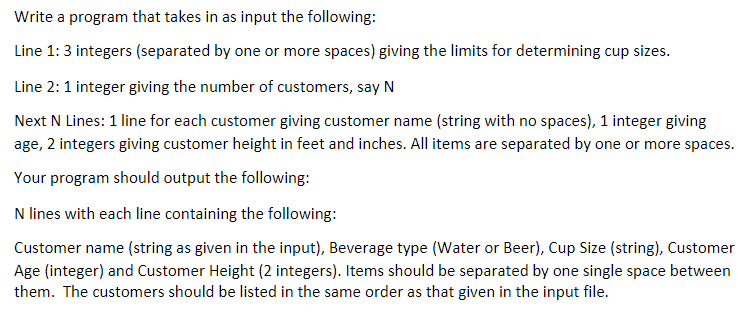 Write a program that takes in as input the following:
Line 1: 3 integers (separated by one or more spaces) giving the limits for determining cup sizes.
Line 2: 1 integer giving the number of customers, say N
Next N Lines: 1 line for each customer giving customer name (string with no spaces), 1 integer giving
age, 2 integers giving customer height in feet and inches. All items are separated by one or more spaces.
Your program should output the following:
N lines with each line containing the following:
Customer name (string as given in the input), Beverage type (Water or Beer), Cup Size (string), Customer
Age (integer) and Customer Height (2 integers). Items should be separated by one single space between
them.  The customers should be listed in the same order as that given in the input file.